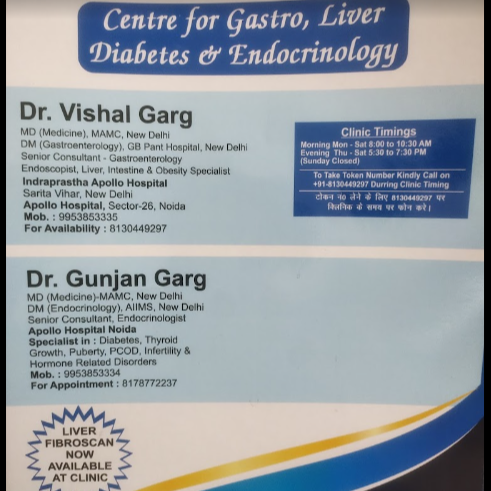 Centre for Gastro, Liver
Diabetes & Endocrinology
Dr. Vishal Garg
MD (Medicine), MAMC, New Delhi
DM (Gastroenterology), GB Pant Hospital, New Delhi
Senior Consultant - Gastroenterology
Endoscopist, Liver, Intestine & Obesity Specialist
Indraprastha Apollo Hospital
Sarita Vihar, New Delhi
Apollo Hospital, Sector-26, Noida
Mob. : 9953853335
For Availability : 8130449297
Clinic Timings
Morning Mon - Sat 8:00 to 10:30 AM
Evening Thu - Sat 5:30 to 7:30 PM
(Sunday Closed)
To Take Token Number Kindly Call on
+91-8130449297 Durring Clinic Timing
टोकन नं० लेने के लिए 8130449297 पर
क्लिनिक के समय पर फोन करें।
Dr. Gunjan Garg
MD (Medicine)-MAMC, New Delhi
DM (Endocrinology), AIIMS, New Delhi
Senior Consultant, Endocrinologist
Apollo Hospital Noida
Specialist in : Diabetes, Thyroid
Growth, Puberty, PCOD, Infertility &
Hormone Related Disorders
Mob. : 9953853334
For Appointment : 8178772237
LIVER
FIBROSCAN
NOW
AVAILABLE
AT CLINIC